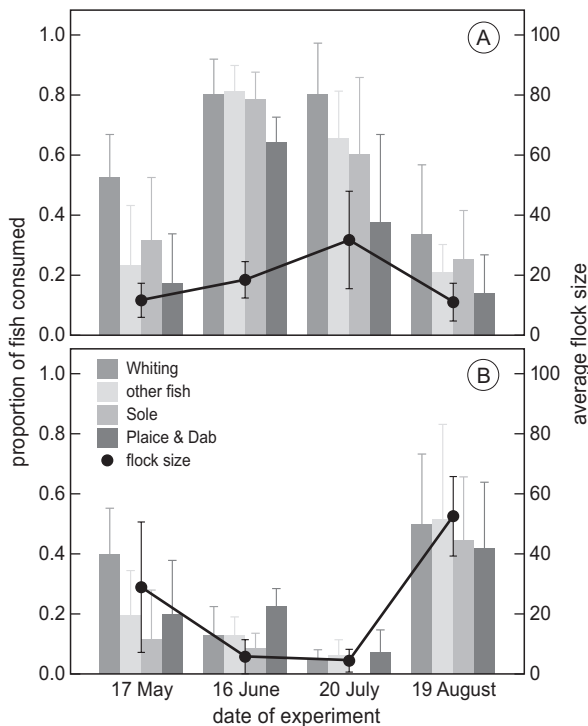 1.0
0.8
0.6
0.4
0.2
0.0
100
80
60
40
20
0
A
1.0
0.8
0.6
0.4
0.2
0.0
100
80
60
40
20
0
B
Whiting
other fish
Sole
Plaice & Dab
flock size
proportion of fish consumed
average flock size
17 May
16 June
20 July
19 August
date of experiment